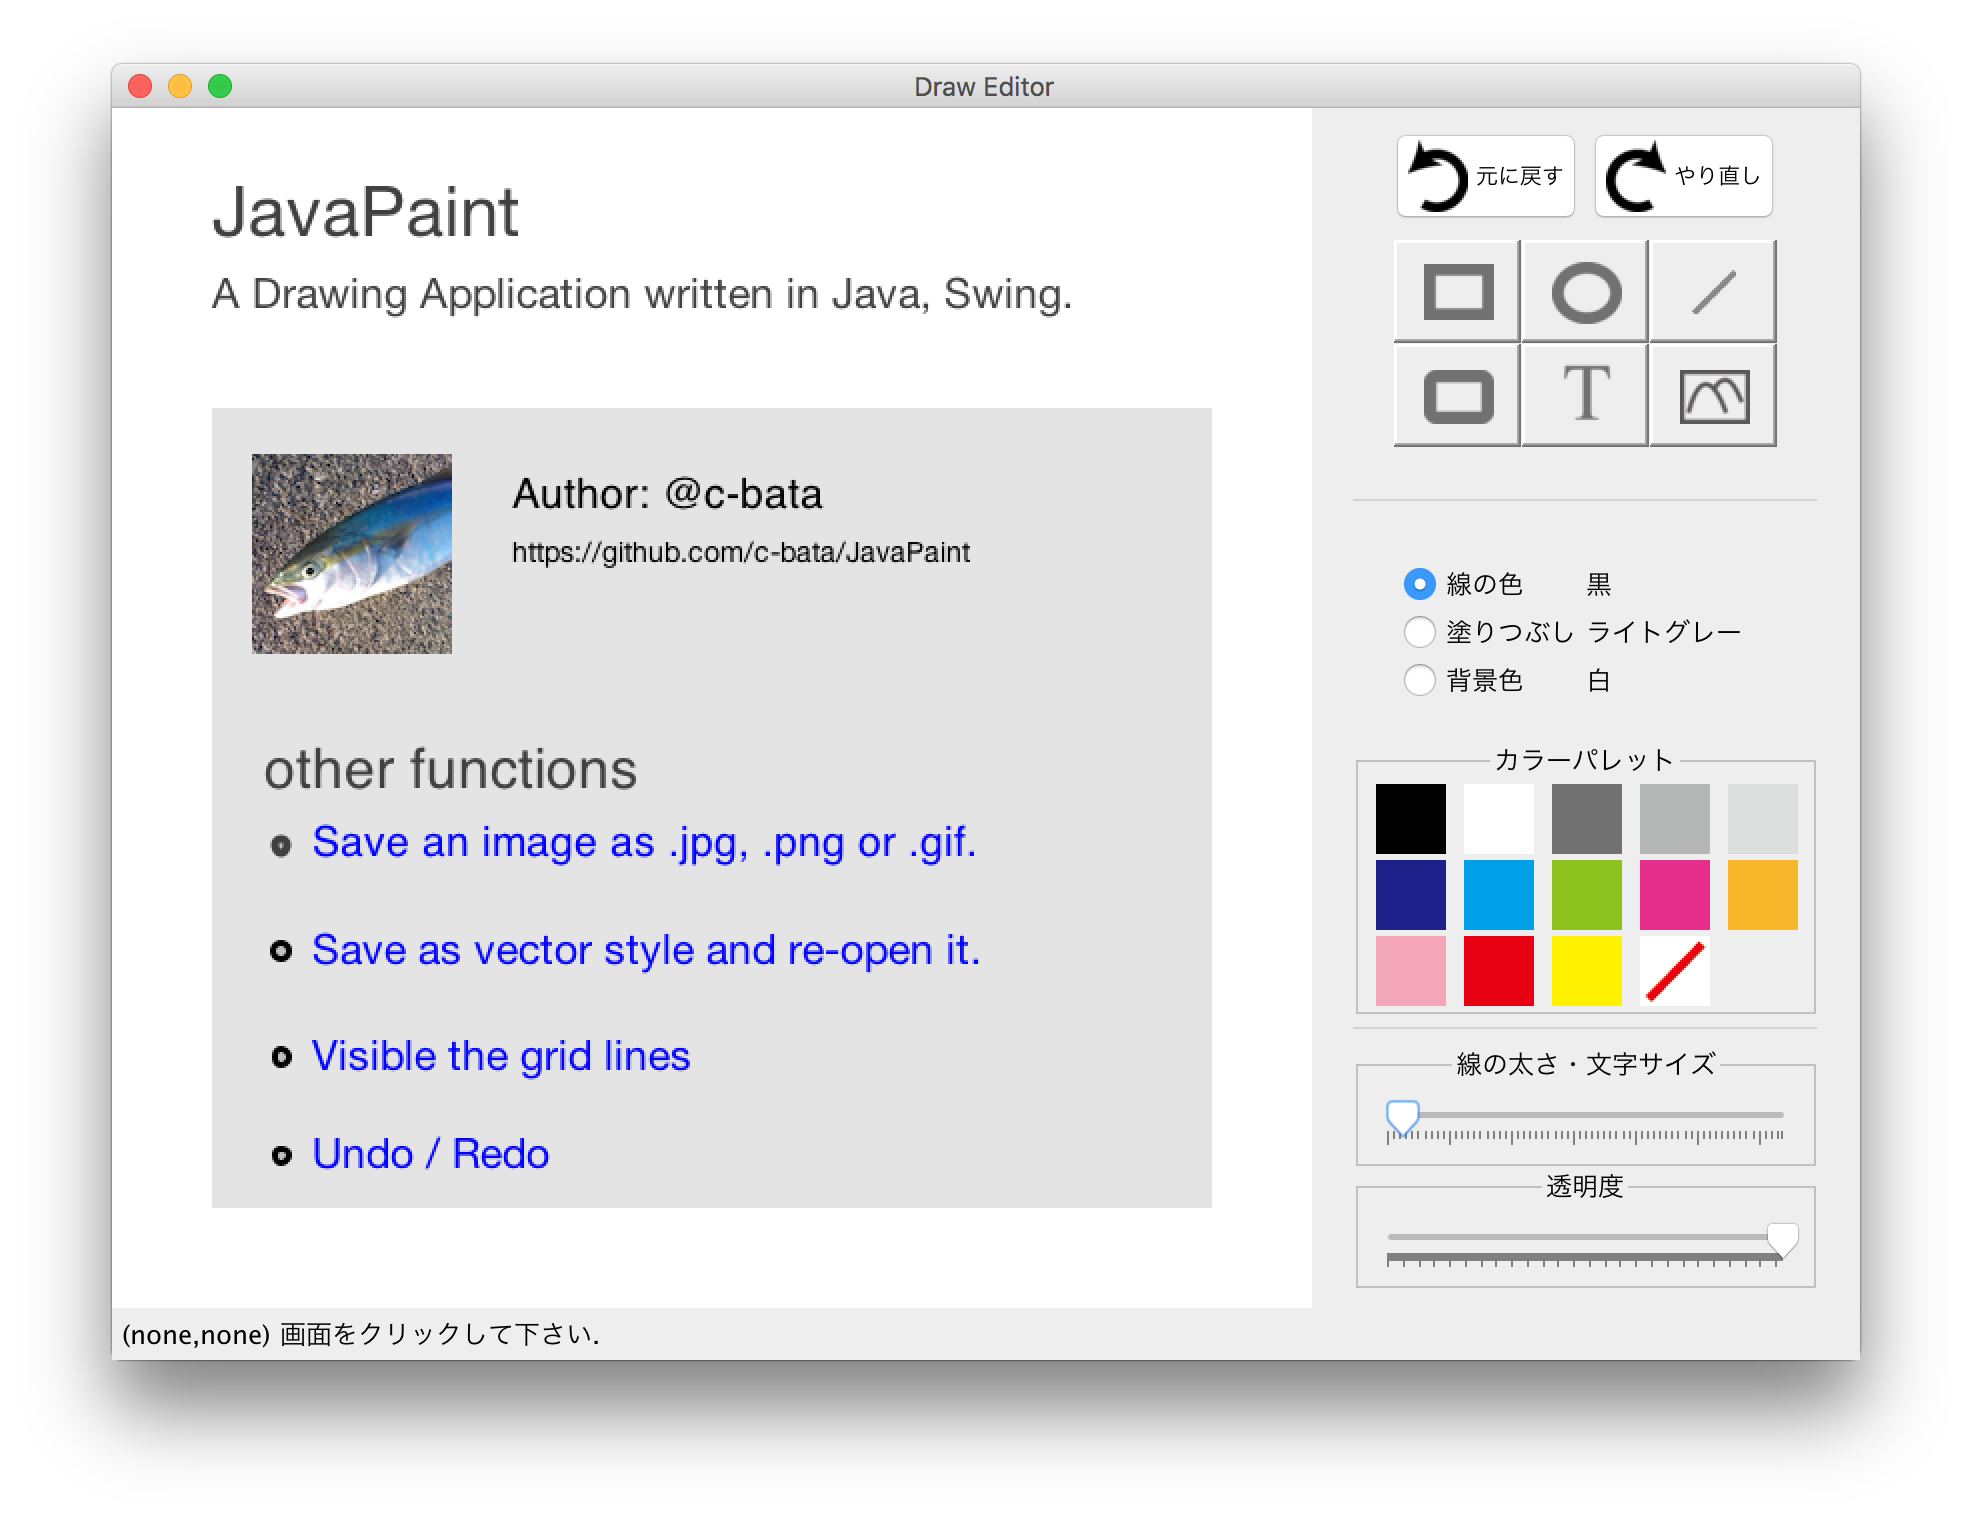 Draw Editor
JavaPaint
A Drawing Application written in Java, Swing.
Author: @c-bata
https://github.com/c-bata/JavaPaint
other functions
Save an image as .jpg, .png or .gif.
Save as vector style and re-open it.
Visible the grid lines
Undo / Redo
元に戻す やり直し
T
線の色 黒
塗りつぶし ライトグレー
背景色 白
カラーパレット
線の太さ・文字サイズ
透明度
(none,none) 画面をクリックして下さい.